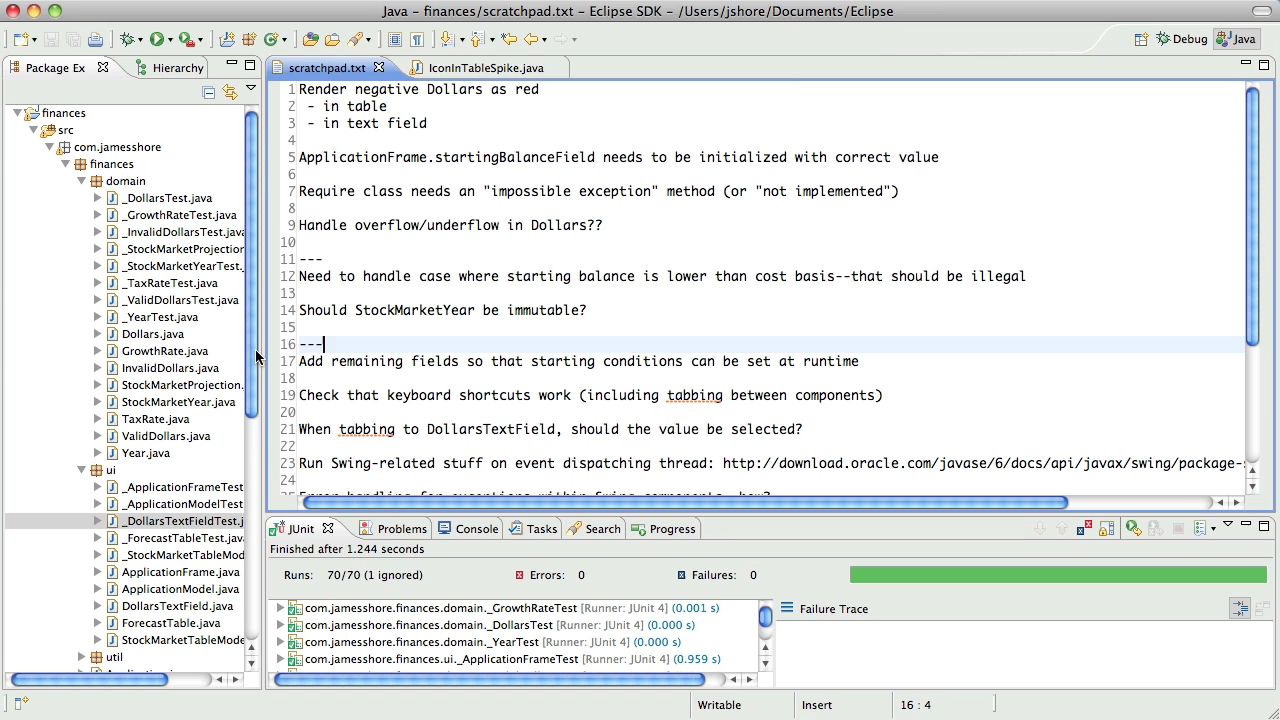 Java - finances/scratchpad.txt - Eclipse SDK - /Users/jshore/Documents/Eclipse
Debug
Java
Package Ex
Hierarchy
finances
src
com.jamesshore
finances
domain
_DollarsTest.java
_GrowthRateTest.java
_InvalidDollarsTest.java
_StockMarketProjection
_StockMarketYearTest.
_TaxRateTest.java
_ValidDollarsTest.java
_YearTest.java
Dollars.java
GrowthRate.java
InvalidDollars.java
StockMarketProjection.
StockMarketYear.java
TaxRate.java
ValidDollars.java
Year.java
ui
_ApplicationFrameTest
_ApplicationModelTest
_DollarsTextFieldTest.j
_ForecastTableTest.java
_StockMarketTableMod
ApplicationFrame.java
ApplicationModel.java
DollarsTextField.java
ForecastTable.java
StockMarketTableMode
util
scratchpad.txt
IconInTableSpike.java
1 Render negative Dollars as red
2 - in table
3 - in text field
4
5 ApplicationFrame.startingBalanceField needs to be initialized with correct value
6
7 Require class needs an "impossible exception" method (or "not implemented")
8
9 Handle overflow/underflow in Dollars??
10
11 ---
12 Need to handle case where starting balance is lower than cost basis--that should be illegal
13
14 Should StockMarketYear be immutable?
15
16 ---
17 Add remaining fields so that starting conditions can be set at runtime
18
19 Check that keyboard shortcuts work (including tabbing between components)
20
21 When tabbing to DollarsTextField, should the value be selected?
22
23 Run Swing-related stuff on event dispatching thread: http://download.oracle.com/javase/6/docs/api/javax/swing/package-s
24
JUnit
Problems
Console
Tasks
Search
Progress
Finished after 1.244 seconds
Runs: 70/70 (1 ignored)
Errors: 0
Failures: 0
com.jamesshore.finances.domain._GrowthRateTest [Runner: JUnit 4] (0.001 s)
com.jamesshore.finances.domain._DollarsTest [Runner: JUnit 4] (0.000 s)
com.jamesshore.finances.domain._YearTest [Runner: JUnit 4] (0.000 s)
com.jamesshore.finances.ui._ApplicationFrameTest [Runner: JUnit 4] (0.959 s)
Failure Trace
Writable
Insert
16 : 4